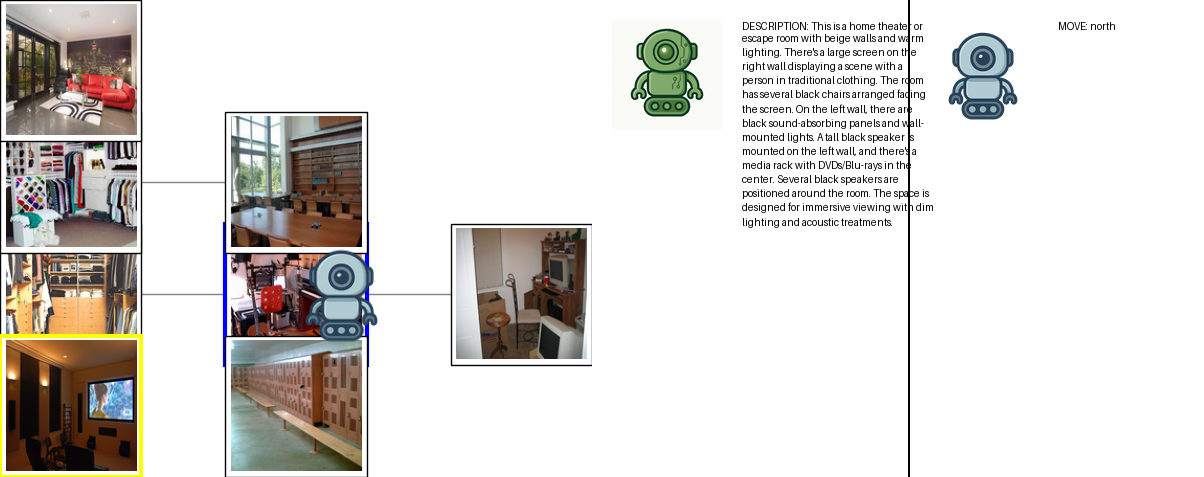 DESCRIPTION: This is a home theater or
escape room with beige walls and warm
lighting. There's a large screen on the
right wall displaying a scene with a
person in traditional clothing. The room
has several black chairs arranged facing
the screen. On the left wall, there are
black sound-absorbing panels and wall-
mounted lights. A tall black speaker is
mounted on the left wall, and there's a
media rack with DVDs/Blu-rays in the
center. Several black speakers are
positioned around the room. The space is
designed for immersive viewing with dim
lighting and acoustic treatments.
MOVE: north